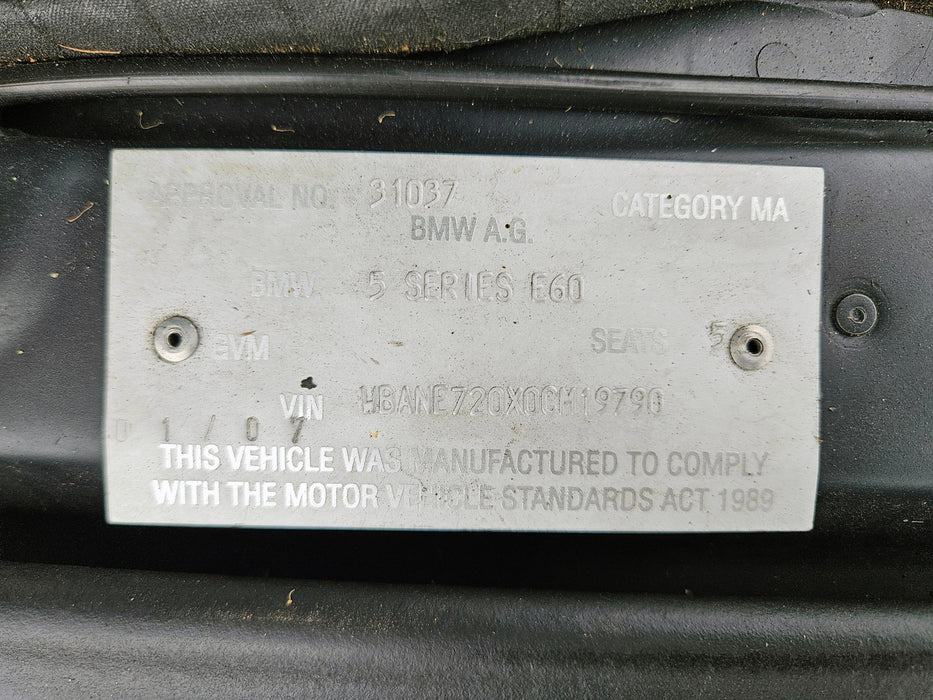 APPROVAL NO. 31037 CATEGORY MA
BMW A.G.
BMW 5 SERIES E60
GVM SEATS 5
VIN WBANE720X0CM19790
01/07
THIS VEHICLE WAS MANUFACTURED TO COMPLY
WITH THE MOTOR VEHICLE STANDARDS ACT 1989